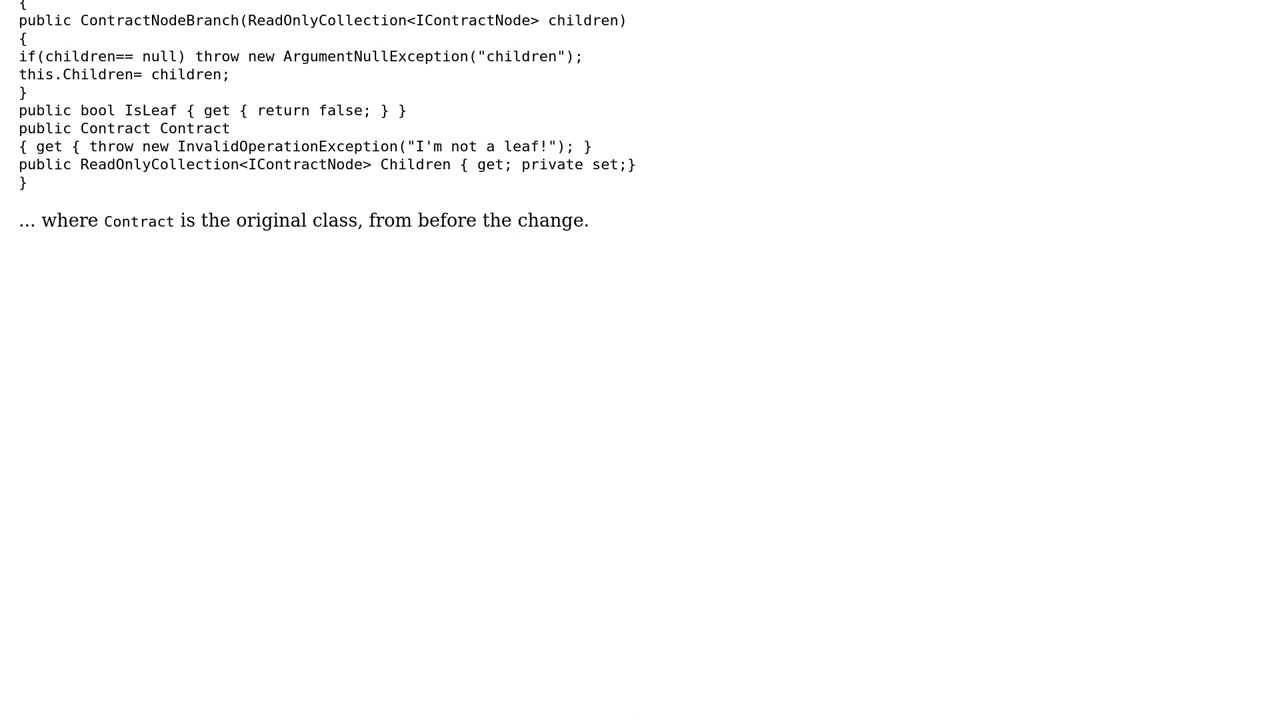 {
public ContractNodeBranch(ReadOnlyCollection<IContractNode> children)
{
if(children== null) throw new ArgumentNullException("children");
this.Children= children;
}
public bool IsLeaf { get { return false; } }
public Contract Contract
{ get { throw new InvalidOperationException("I'm not a leaf!"); }
public ReadOnlyCollection<IContractNode> Children { get; private set;}
}
... where Contract is the original class, from before the change.